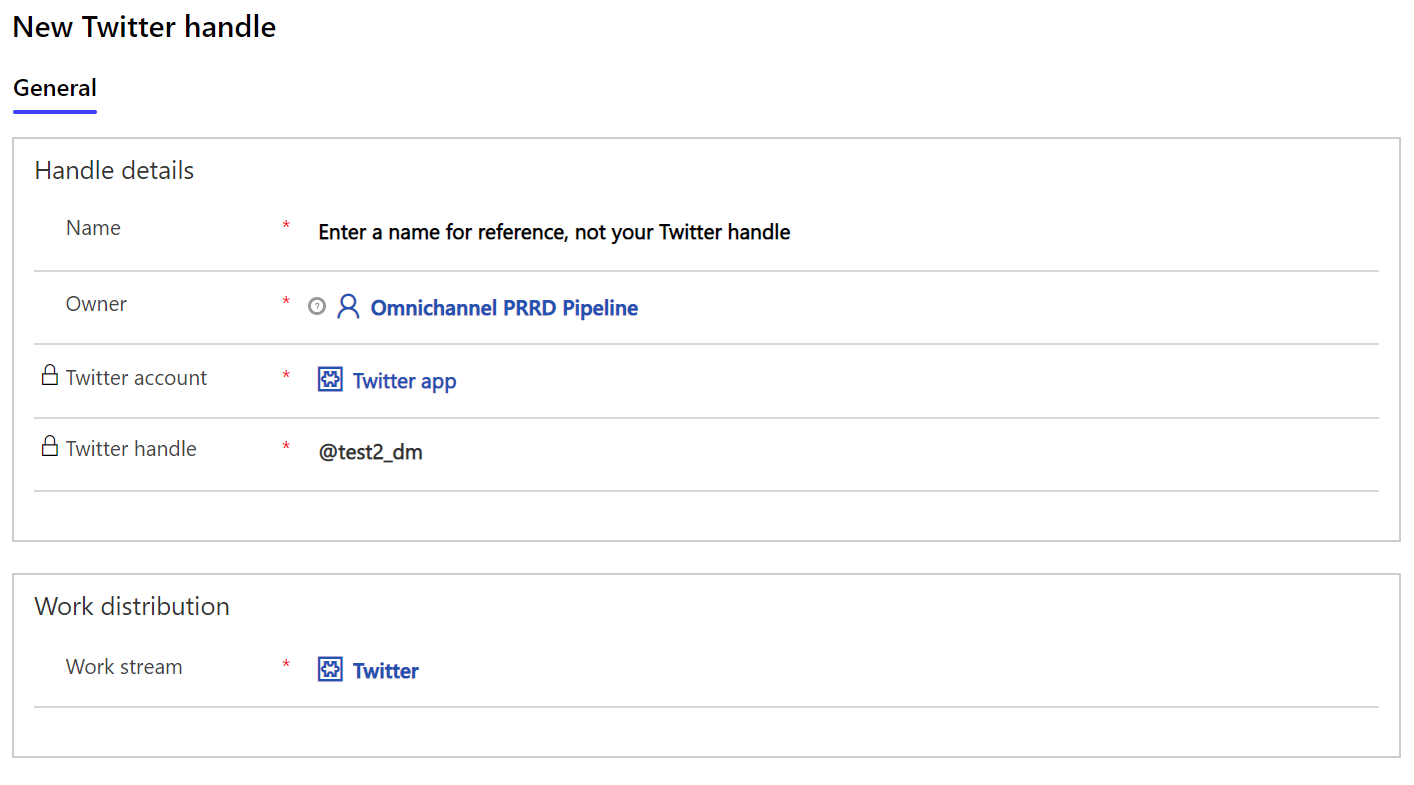 New Twitter handle
General
Handle details
Name * Enter a name for reference, not your Twitter handle
Owner * ? Omnichannel PRRD Pipeline
Twitter account * Twitter app
Twitter handle * @test2_dm
Work distribution
Work stream * Twitter